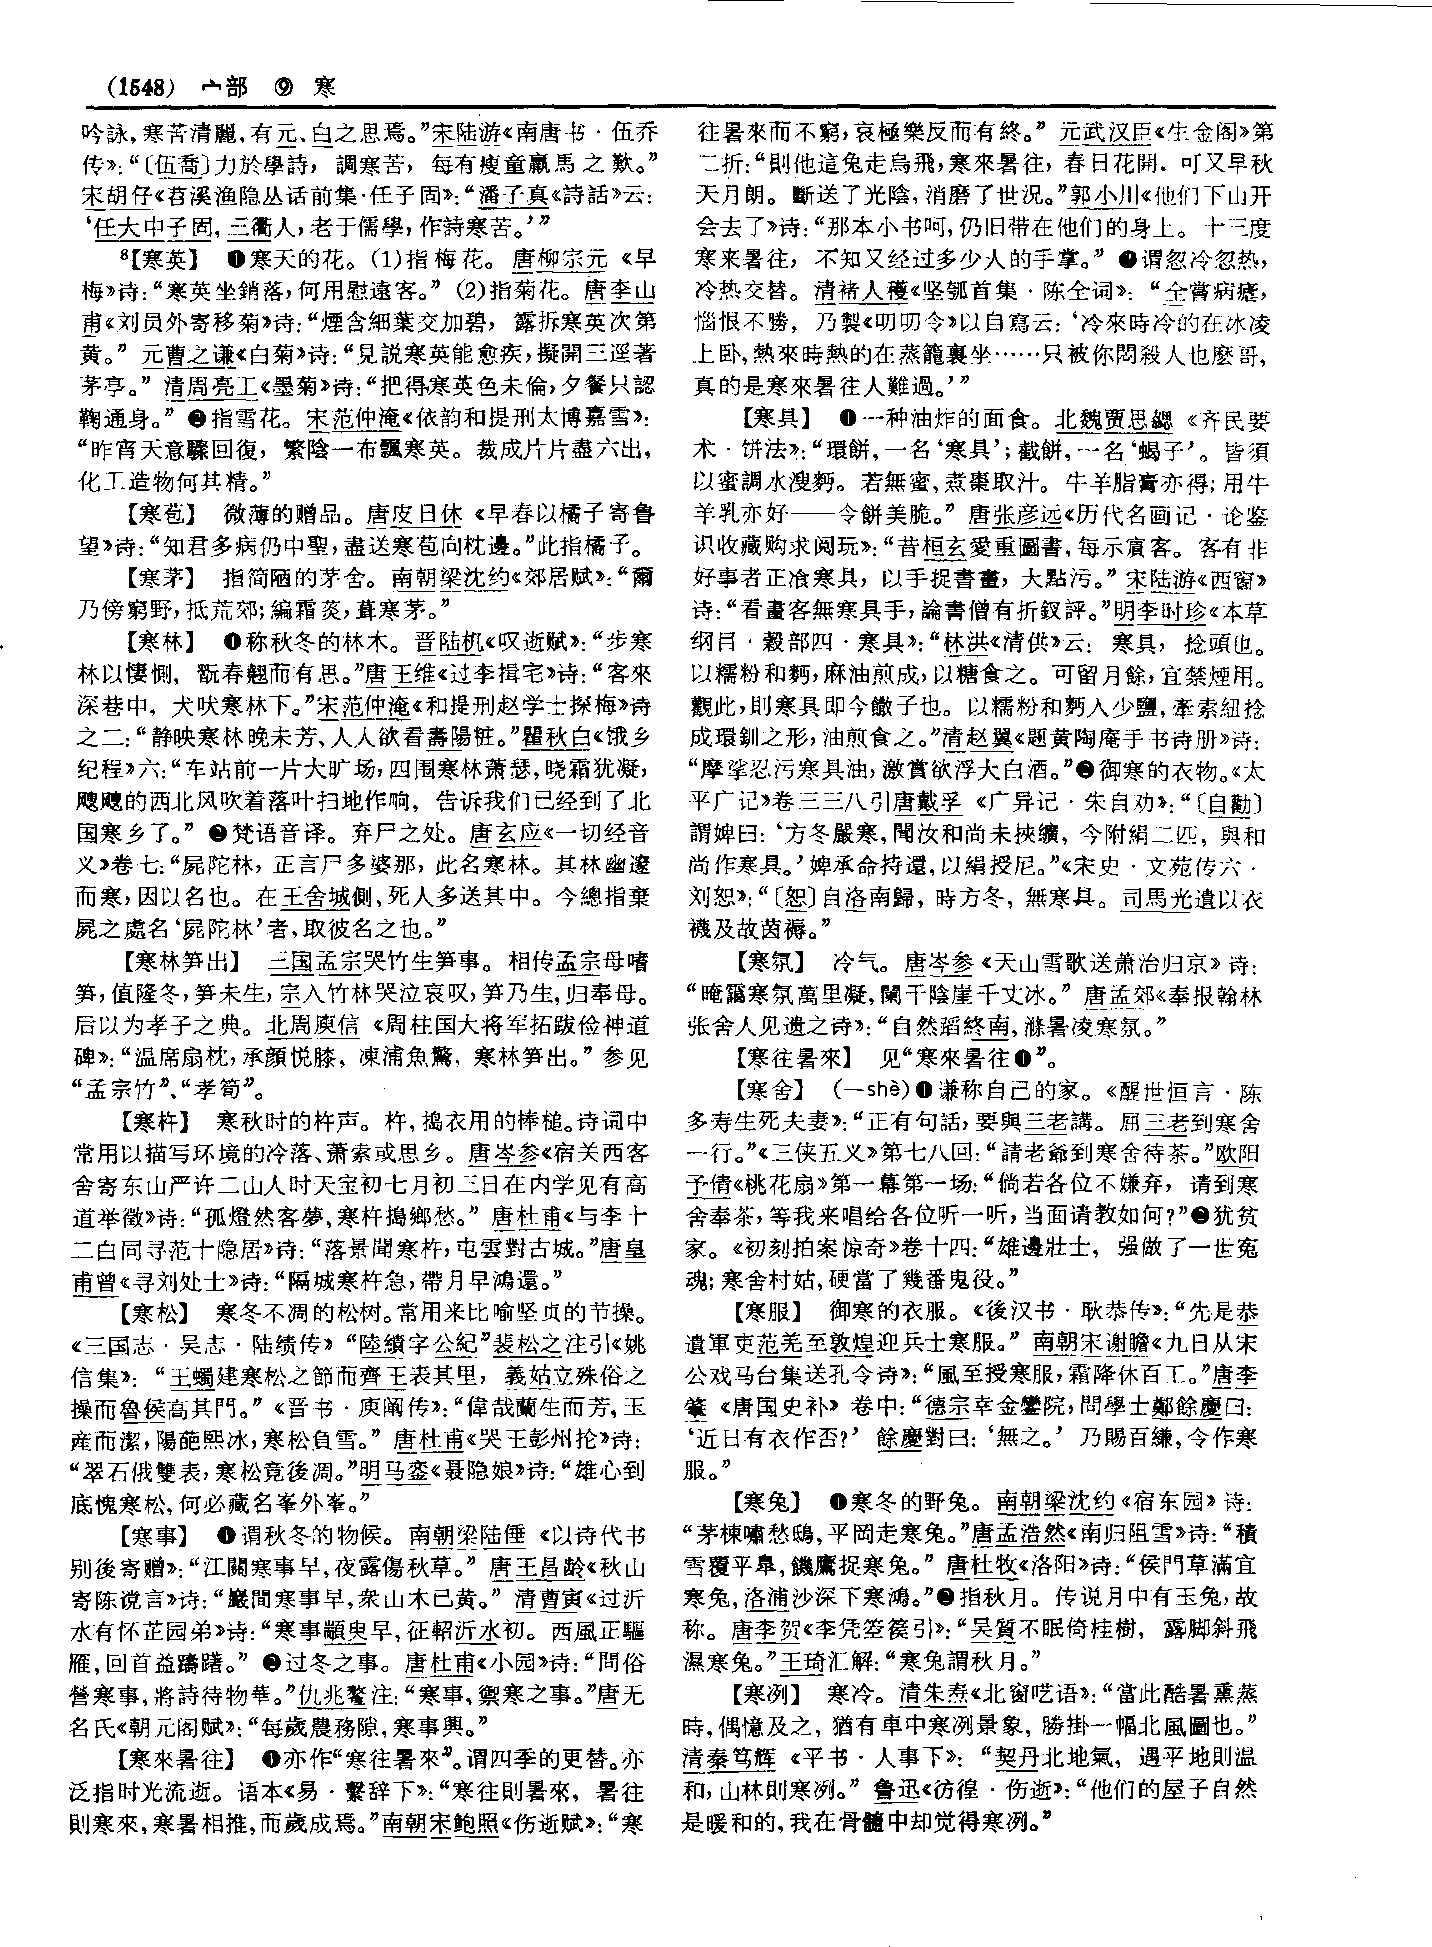 (1548) 宀部 ⑨ 寒
吟詠，寒苦清麗，有元、白之思焉。”宋陆游《南唐书·伍乔
传》：“〔伍喬〕力於學詩，調寒苦，每有瘦童羸馬之歎。”
宋胡仔《苕溪渔隐丛话前集·任子固》：“潘子真《詩話》云：
‘任大中子固，三衢人，老于儒學，作詩寒苦。’”
⁸【寒英】 ❶寒天的花。(1)指梅花。唐柳宗元《早
梅》诗：“寒英坐銷落，何用慰遠客。”(2)指菊花。唐李山
甫《刘员外寄移菊》诗：“煙含細葉交加碧，露拆寒英次第
黄。”元曹之谦《白菊》诗：“見説寒英能愈疾，擬開三逕著
茅亭。”清周亮工《墨菊》诗：“把得寒英色未倫，夕餐只認
鞠通身。”❷指雪花。宋范仲淹《依韵和提刑太博嘉雪》：
“昨宵天意驟回復，繁陰一布飄寒英。裁成片片盡六出，
化工造物何其精。”
【寒苞】 微薄的赠品。唐皮日休《早春以橘子寄鲁
望》诗：“知君多病仍中聖，盡送寒苞向枕邊。”此指橘子。
【寒茅】 指简陋的茅舍。南朝梁沈约《郊居赋》：“爾
乃傍窮野，抵荒郊；編霜菼，葺寒茅。”
【寒林】 ❶称秋冬的林木。晋陆机《叹逝赋》：“步寒
林以悽惻，翫春翹而有思。”唐王维《过李揖宅》诗：“客來
深巷中，犬吠寒林下。”宋范仲淹《和提刑赵学士探梅》诗
之二：“静映寒林晚未芳、人人欲看壽陽粧。”瞿秋白《饿乡
纪程》六：“车站前一片大旷场，四围寒林萧瑟，晓霜犹凝，
飕飕的西北风吹着落叶扫地作响，告诉我们已经到了北
国寒乡了。”❷梵语音译。弃尸之处。唐玄应《一切经音
义》卷七：“屍陀林，正言尸多婆那，此名寒林。其林幽邃
而寒，因以名也。在王舍城側，死人多送其中。今總指棄
屍之處名‘屍陀林’者，取彼名之也。”
【寒林笋出】 三国孟宗哭竹生笋事。相传孟宗母嗜
笋，值隆冬，笋未生，宗入竹林哭泣哀叹，笋乃生，归奉母。
后以为孝子之典。北周庾信《周柱国大将军拓跋俭神道
碑》：“温席扇枕，承顔悦膝，凍浦魚驚，寒林笋出。”参见
“孟宗竹”、“孝筍”。
【寒杵】 寒秋时的杵声。杵，捣衣用的棒槌。诗词中
常用以描写环境的冷落、萧索或思乡。唐岑参《宿关西客
舍寄东山严许二山人时天宝初七月初三日在内学见有高
道举徵》诗：“孤燈然客夢，寒杵搗鄉愁。”唐杜甫《与李十
二白同寻范十隐居》诗：“落景聞寒杵，屯雲對古城。”唐皇
甫曾《寻刘处士》诗：“隔城寒杵急，帶月早鴻還。”
【寒松】 寒冬不凋的松树。常用来比喻坚贞的节操。
《三国志·吴志·陆绩传》“陸績字公紀”裴松之注引《姚
信集》：“王蠋建寒松之節而齊王表其里，義姑立殊俗之
操而魯侯高其門。”《晋书·庾阐传》：“偉哉蘭生而芳，玉
産而潔，陽葩熙冰，寒松負雪。”唐杜甫《哭王彭州抡》诗：
“翠石俄雙表，寒松竟後凋。”明马銮《聂隐娘》诗：“雄心到
底愧寒松，何必藏名峯外峯。”
【寒事】 ❶谓秋冬的物候。南朝梁陆倕《以诗代书
别後寄赠》：“江關寒事早，夜露傷秋草。”唐王昌龄《秋山
寄陈谠言》诗：“巖間寒事早，衆山木已黄。”清曹寅《过沂
水有怀芷园弟》诗：“寒事顓臾早，征軺沂水初。西風正驅
雁，回首益躊躇。”❷过冬之事。唐杜甫《小园》诗：“問俗
營寒事，將詩待物華。”仇兆鳌注：“寒事，禦寒之事。”唐无
名氏《朝元阁赋》：“每歲農務隙，寒事興。”
【寒來暑往】 ❶亦作“寒往暑來”。谓四季的更替。亦
泛指时光流逝。语本《易·繫辞下》：“寒往則暑來，暑往
則寒來，寒暑相推，而歲成焉。”南朝宋鲍照《伤逝赋》：“寒
往暑來而不窮，哀極樂反而有終。”元武汉臣《生金阁》第
二折：“則他這兔走烏飛，寒來暑往，春日花開．可又早秋
天月朗。斷送了光陰，消磨了世況。”郭小川《他们下山开
会去了》诗：“那本小书呵，仍旧带在他们的身上。十三度
寒来暑往，不知又经过多少人的手掌。”❷谓忽冷忽热，
冷热交替。清褚人穫《坚瓠首集·陈全词》：“全嘗病瘧，
惱恨不勝，乃製《叨叨令》以自寫云：‘冷來時冷的在冰凌
上卧，熱來時熱的在蒸籠裏坐……只被你悶殺人也麽哥，
真的是寒來暑往人難過。’”
【寒具】 ❶一种油炸的面食。北魏贾思勰《齐民要
术·饼法》：“環餅，一名‘寒具’；截餅，一名‘蝎子’。皆須
以蜜調水溲麪。若無蜜，煮棗取汁。牛羊脂膏亦得；用牛
羊乳亦好——令餅美脆。”唐张彦远《历代名画记·论鉴
识收藏购求阅玩》：“昔桓玄愛重圖書，每示賓客。客有非
好事者正飡寒具，以手捉書畫，大點污。”宋陆游《西窗》
诗：“看畫客無寒具手，論書僧有折釵評。”明李时珍《本草
纲目·穀部四·寒具》：“林洪《清供》云：寒具，捻頭也。
以糯粉和麪，麻油煎成，以糖食之。可留月餘，宜禁煙用。
觀此，則寒具即今饊子也。以糯粉和麪入少鹽，牽索紐捻
成環釧之形，油煎食之。”清赵翼《题黄陶庵手书诗册》诗：
“摩挲忍污寒具油，激賞欲浮大白酒。”❷御寒的衣物。《太
平广记》卷三三八引唐戴孚《广异记·朱自劝》：“〔自勸〕
謂婢曰：‘方冬嚴寒，聞汝和尚未挾纊，今附絹二匹，與和
尚作寒具。’婢承命持還，以絹授尼。”《宋史·文苑传六·
刘恕》：“〔恕〕自洛南歸，時方冬，無寒具。司馬光遺以衣
襪及故茵褥。”
【寒氛】 冷气。唐岑参《天山雪歌送萧治归京》诗：
“晻靄寒氛萬里凝，闌干陰崖千丈冰。”唐孟郊《奉报翰林
张舍人见遗之诗》：“自然蹈終南，滌暑凌寒氛。”
【寒往暑來】 见“寒來暑往❶”。
【寒舍】 (一shè)❶谦称自己的家。《醒世恒言·陈
多寿生死夫妻》：“正有句話，要與三老講。屈三老到寒舍
一行。”《三侠五义》第七八回：“請老爺到寒舍待茶。”欧阳
予倩《桃花扇》第一幕第一场：“倘若各位不嫌弃，请到寒
舍奉茶，等我来唱给各位听一听，当面请教如何？”❷犹贫
家。《初刻拍案惊奇》卷十四：“雄邊壯士，强做了一世冤
魂；寒舍村姑，硬當了幾番鬼役。”
【寒服】 御寒的衣服。《後汉书·耿恭传》：“先是恭
遣軍吏范羌至敦煌迎兵士寒服。”南朝宋谢瞻《九日从宋
公戏马台集送孔令诗》：“風至授寒服，霜降休百工。”唐李
肇《唐国史补》卷中：“德宗幸金鑾院，問學士鄭餘慶曰：
‘近日有衣作否？’餘慶對曰：‘無之。’乃賜百縑，令作寒
服。”
【寒兔】 ❶寒冬的野兔。南朝梁沈约《宿东园》诗：
“茅棟嘯愁鴟，平岡走寒兔。”唐孟浩然《南归阻雪》诗：“積
雪覆平皋，饑鷹捉寒兔。”唐杜牧《洛阳》诗：“侯門草滿宜
寒兔，洛浦沙深下寒鴻。”❷指秋月。传说月中有玉兔，故
称。唐李贺《李凭箜篌引》：“吴質不眠倚桂樹，露脚斜飛
濕寒兔。”王琦汇解：“寒兔謂秋月。”
【寒冽】 寒冷。清朱焘《北窗呓语》：“當此酷暑熏蒸
時，偶憶及之，猶有車中寒冽景象，勝掛一幅北風圖也。”
清秦笃辉《平书·人事下》：“契丹北地氣，遇平地則温
和，山林則寒冽。”鲁迅《彷徨·伤逝》：“他们的屋子自然
是暖和的，我在骨髓中却觉得寒冽。”